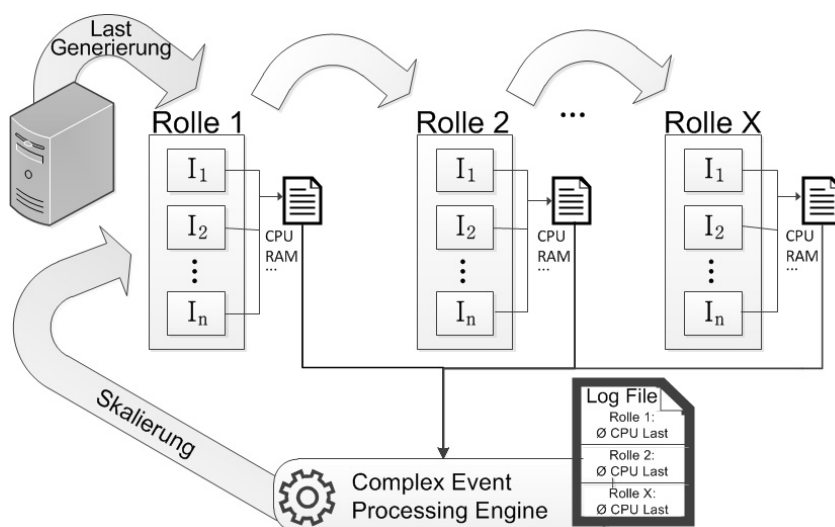 Last
Generierung
...
Rolle 1
Rolle 2
Rolle X
I1
I2
⋮
In
CPU
RAM
...
I1
I2
⋮
In
CPU
RAM
...
I1
I2
⋮
In
CPU
RAM
...
Skalierung
Complex Event
Processing Engine
Log File
Rolle 1:
Ø CPU Last
Rolle 2:
Ø CPU Last
Rolle X:
Ø CPU Last